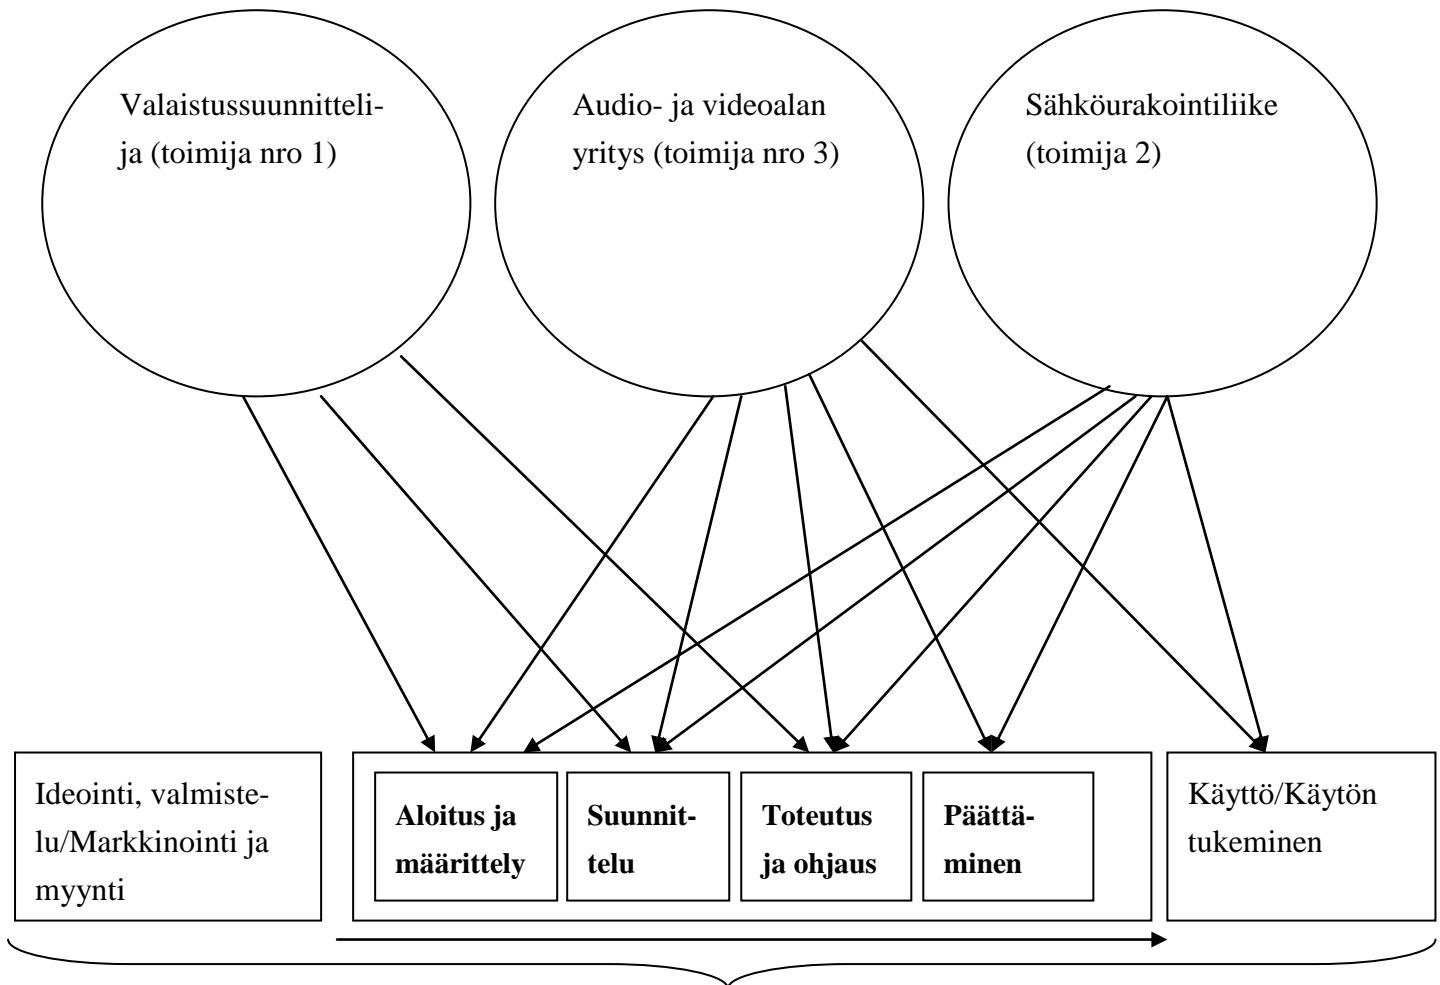 Valaistussuunnitteli-
ja (toimija nro 1)
Audio- ja videoalan
yritys (toimija nro 3)
Sähköurakointiliike
(toimija 2)
Ideointi, valmiste-
lu/Markkinointi ja
myynti
Aloitus ja
määrittely
Suunnit-
telu
Toteutus
ja ohjaus
Päättä-
minen
Käyttö/Käytön
tukeminen